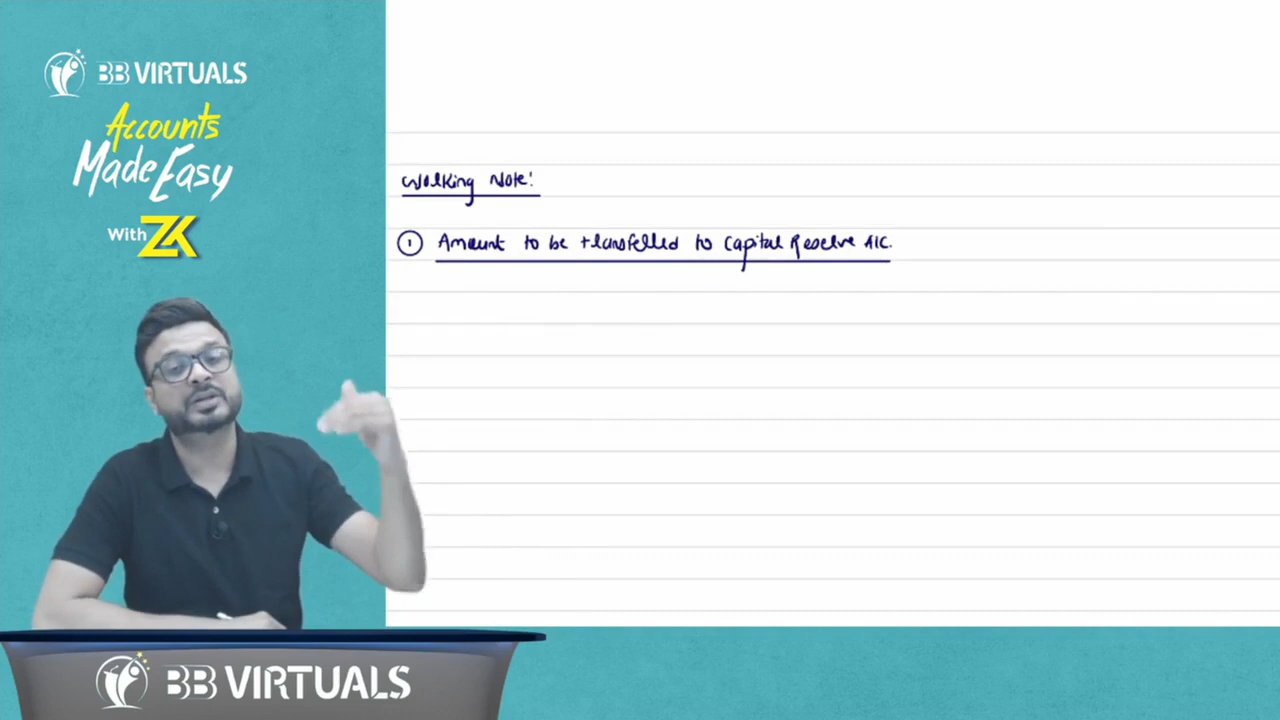 BB VIRTUALS
Accounts
Made Easy
With ZK
Working Note:
① Amount to be transferred to Capital Reserve A/C.
BB VIRTUALS